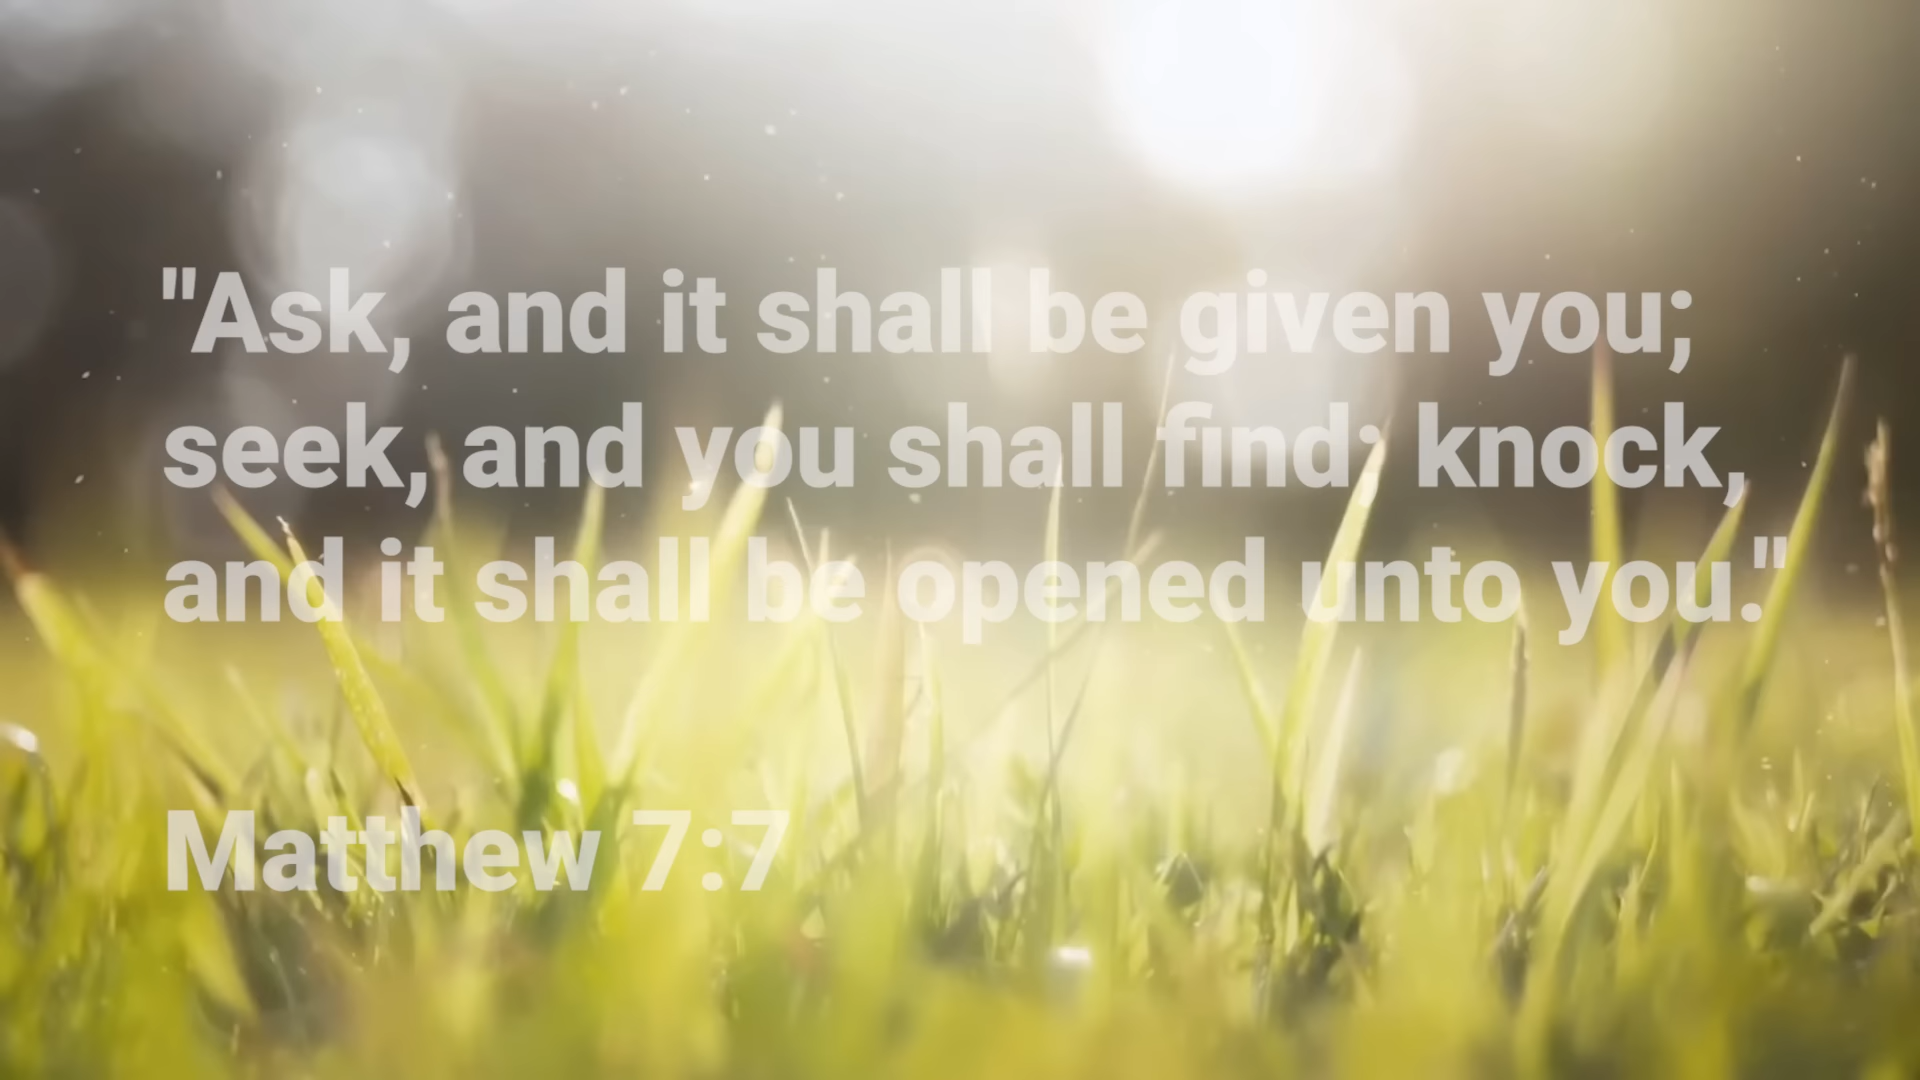 "Ask, and it shall be given you;
seek, and you shall find; knock,
and it shall be opened unto you."
Matthew 7:7